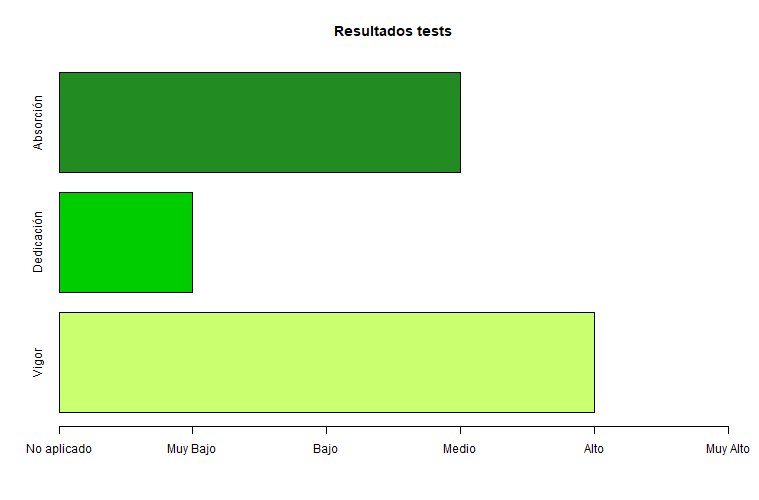 Resultados tests
Absorción
Dedicación
Vigor
No aplicado
Muy Bajo
Bajo
Medio
Alto
Muy Alto